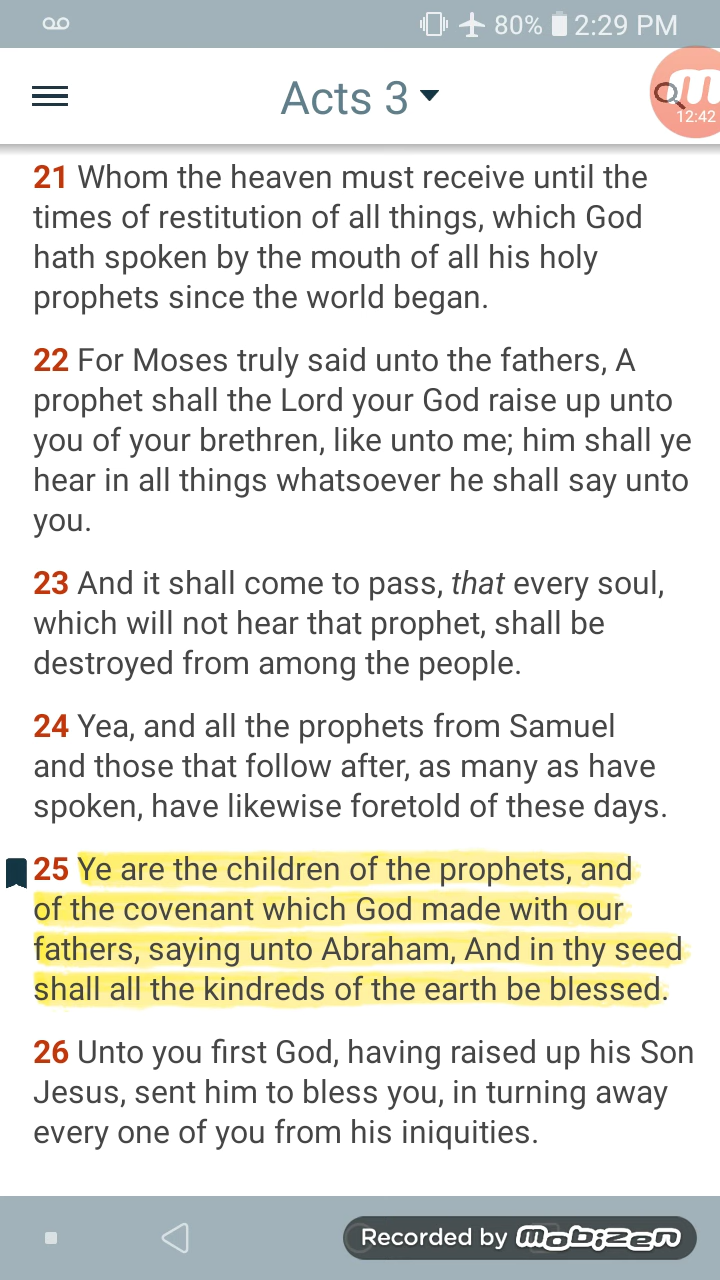 80% 2:29 PM
Acts 3
12:42
21 Whom the heaven must receive until the
times of restitution of all things, which God
hath spoken by the mouth of all his holy
prophets since the world began.
22 For Moses truly said unto the fathers, A
prophet shall the Lord your God raise up unto
you of your brethren, like unto me; him shall ye
hear in all things whatsoever he shall say unto
you.
23 And it shall come to pass, that every soul,
which will not hear that prophet, shall be
destroyed from among the people.
24 Yea, and all the prophets from Samuel
and those that follow after, as many as have
spoken, have likewise foretold of these days.
25 Ye are the children of the prophets, and
of the covenant which God made with our
fathers, saying unto Abraham, And in thy seed
shall all the kindreds of the earth be blessed.
26 Unto you first God, having raised up his Son
Jesus, sent him to bless you, in turning away
every one of you from his iniquities.
Recorded by mobizen